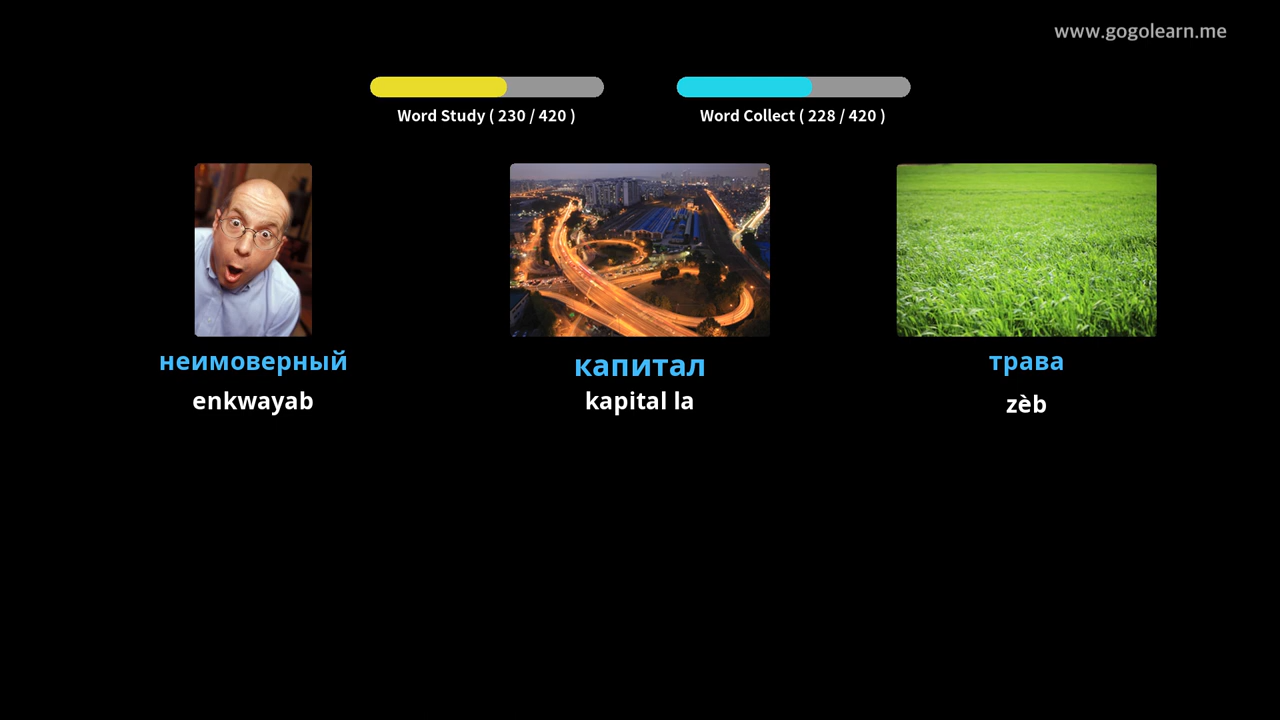 www.gogolearn.me
Word Study ( 230 / 420 )
Word Collect ( 228 / 420 )
неимоверный
enkwayab
капитал
kapital la
трава
zèb